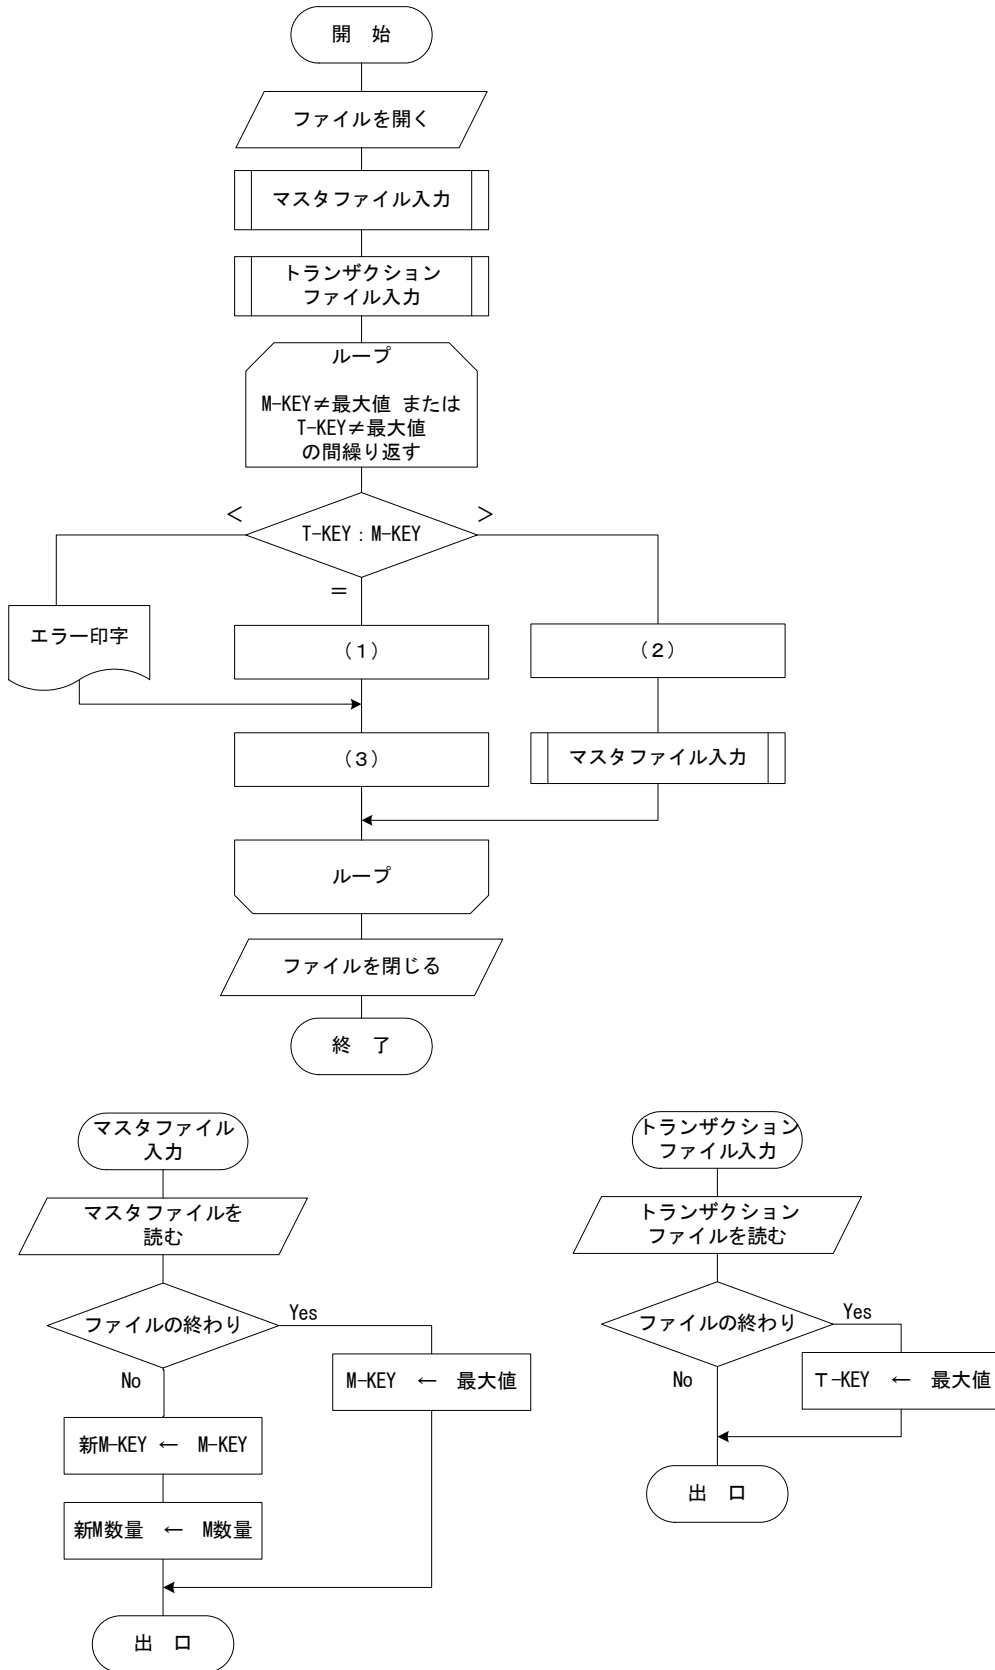 開　始
ファイルを開く
マスタファイル入力
トランザクション
ファイル入力
ループ
M-KEY≠最大値 または
T-KEY≠最大値
の間繰り返す
＜
T-KEY：M-KEY
＞
＝
エラー印字
（1）
（2）
（3）
マスタファイル入力
ループ
ファイルを閉じる
終　了
マスタファイル
入力
マスタファイルを
読む
ファイルの終わり
Yes
No
M-KEY ← 最大値
新M-KEY ← M-KEY
新M数量 ← M数量
出　口
トランザクション
ファイル入力
トランザクション
ファイルを読む
ファイルの終わり
Yes
No
Ｔ-KEY ← 最大値
出　口